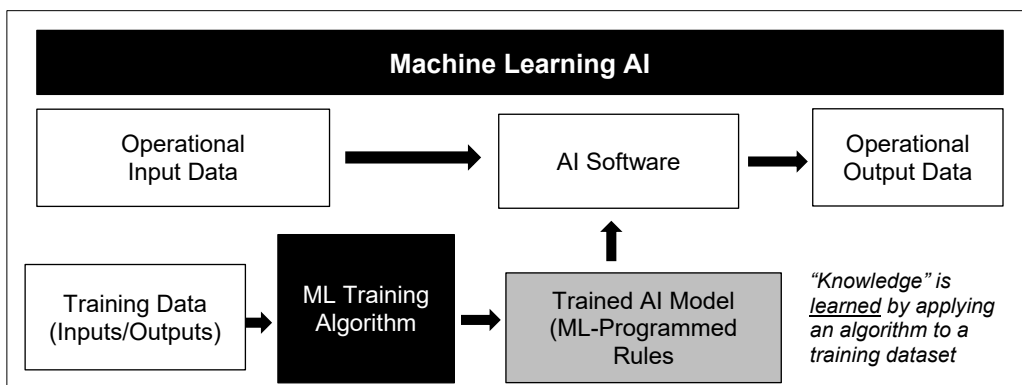 Machine Learning AI
Operational
Input Data
AI Software
Operational
Output Data
Training Data
(Inputs/Outputs)
ML Training
Algorithm
Trained AI Model
(ML-Programmed
Rules
“Knowledge” is
learned by applying
an algorithm to a
training dataset